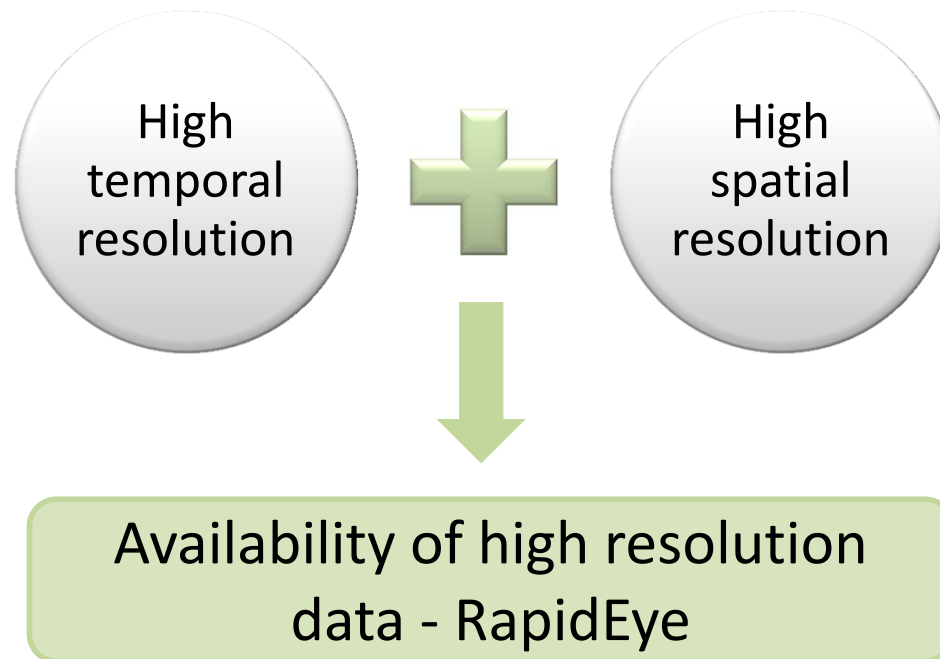 High
temporal
resolution
High
spatial
resolution
Availability of high resolution
data - RapidEye